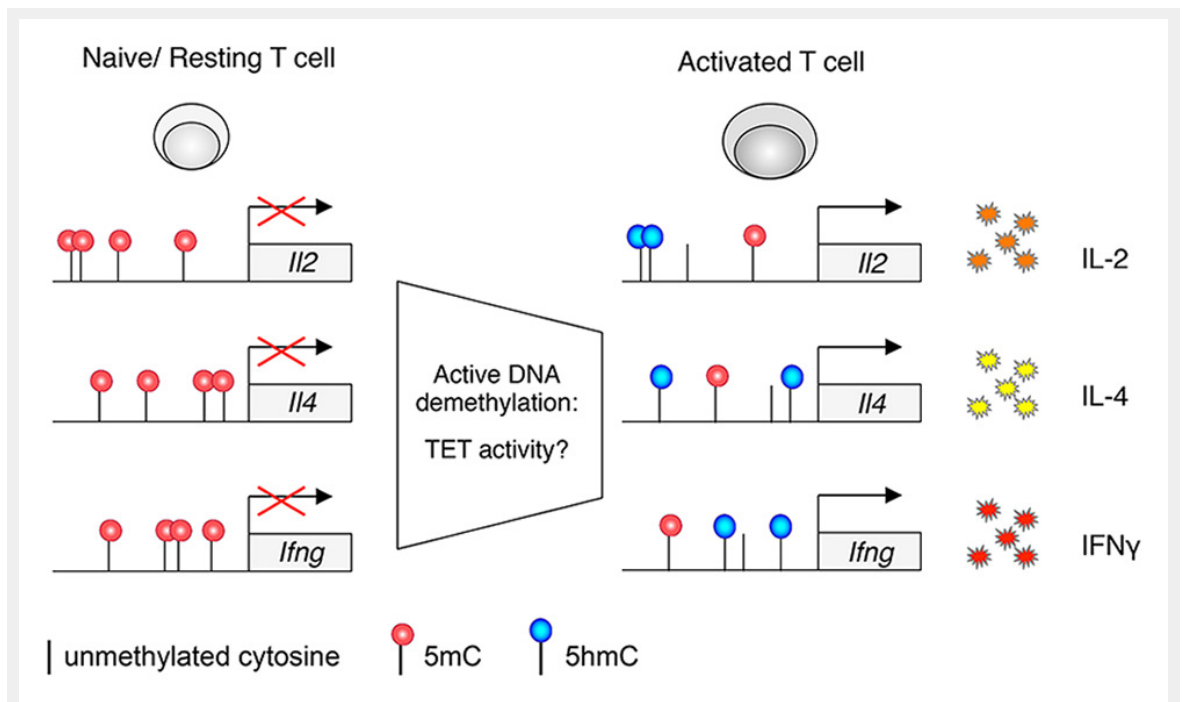 Naive/ Resting T cell
Activated T cell
Il2
Il2
IL-2
Il4
Il4
IL-4
Active DNA
demethylation:
TET activity?
Ifng
Ifng
IFNγ
unmethylated cytosine
5mC
5hmC